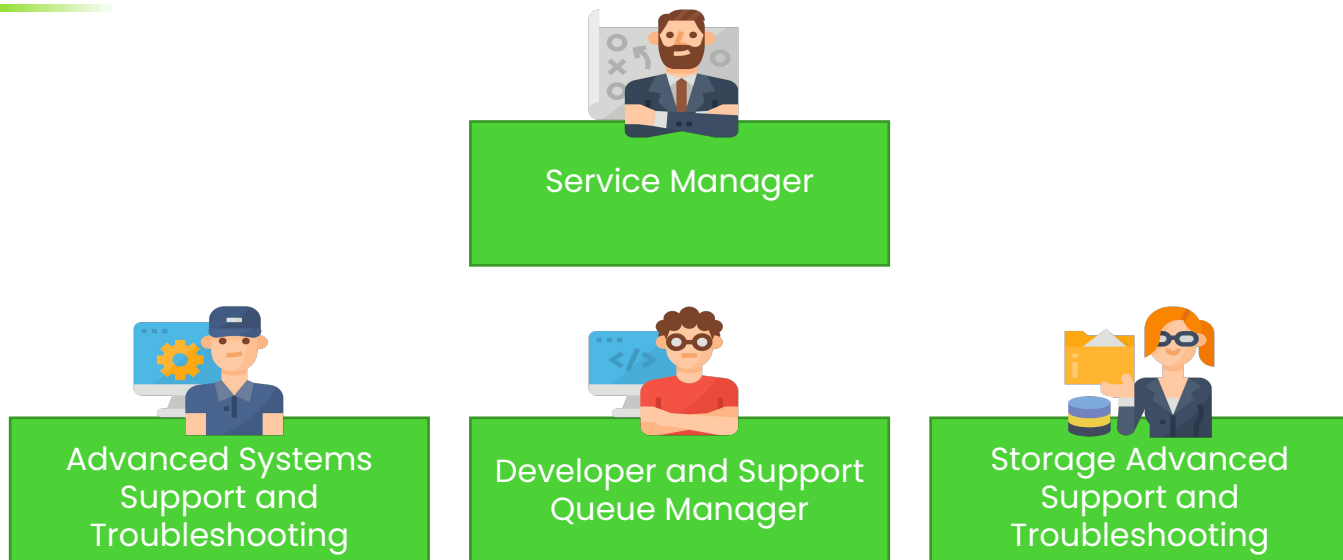 Service Manager
Advanced Systems
Support and
Troubleshooting
Developer and Support
Queue Manager
Storage Advanced
Support and
Troubleshooting